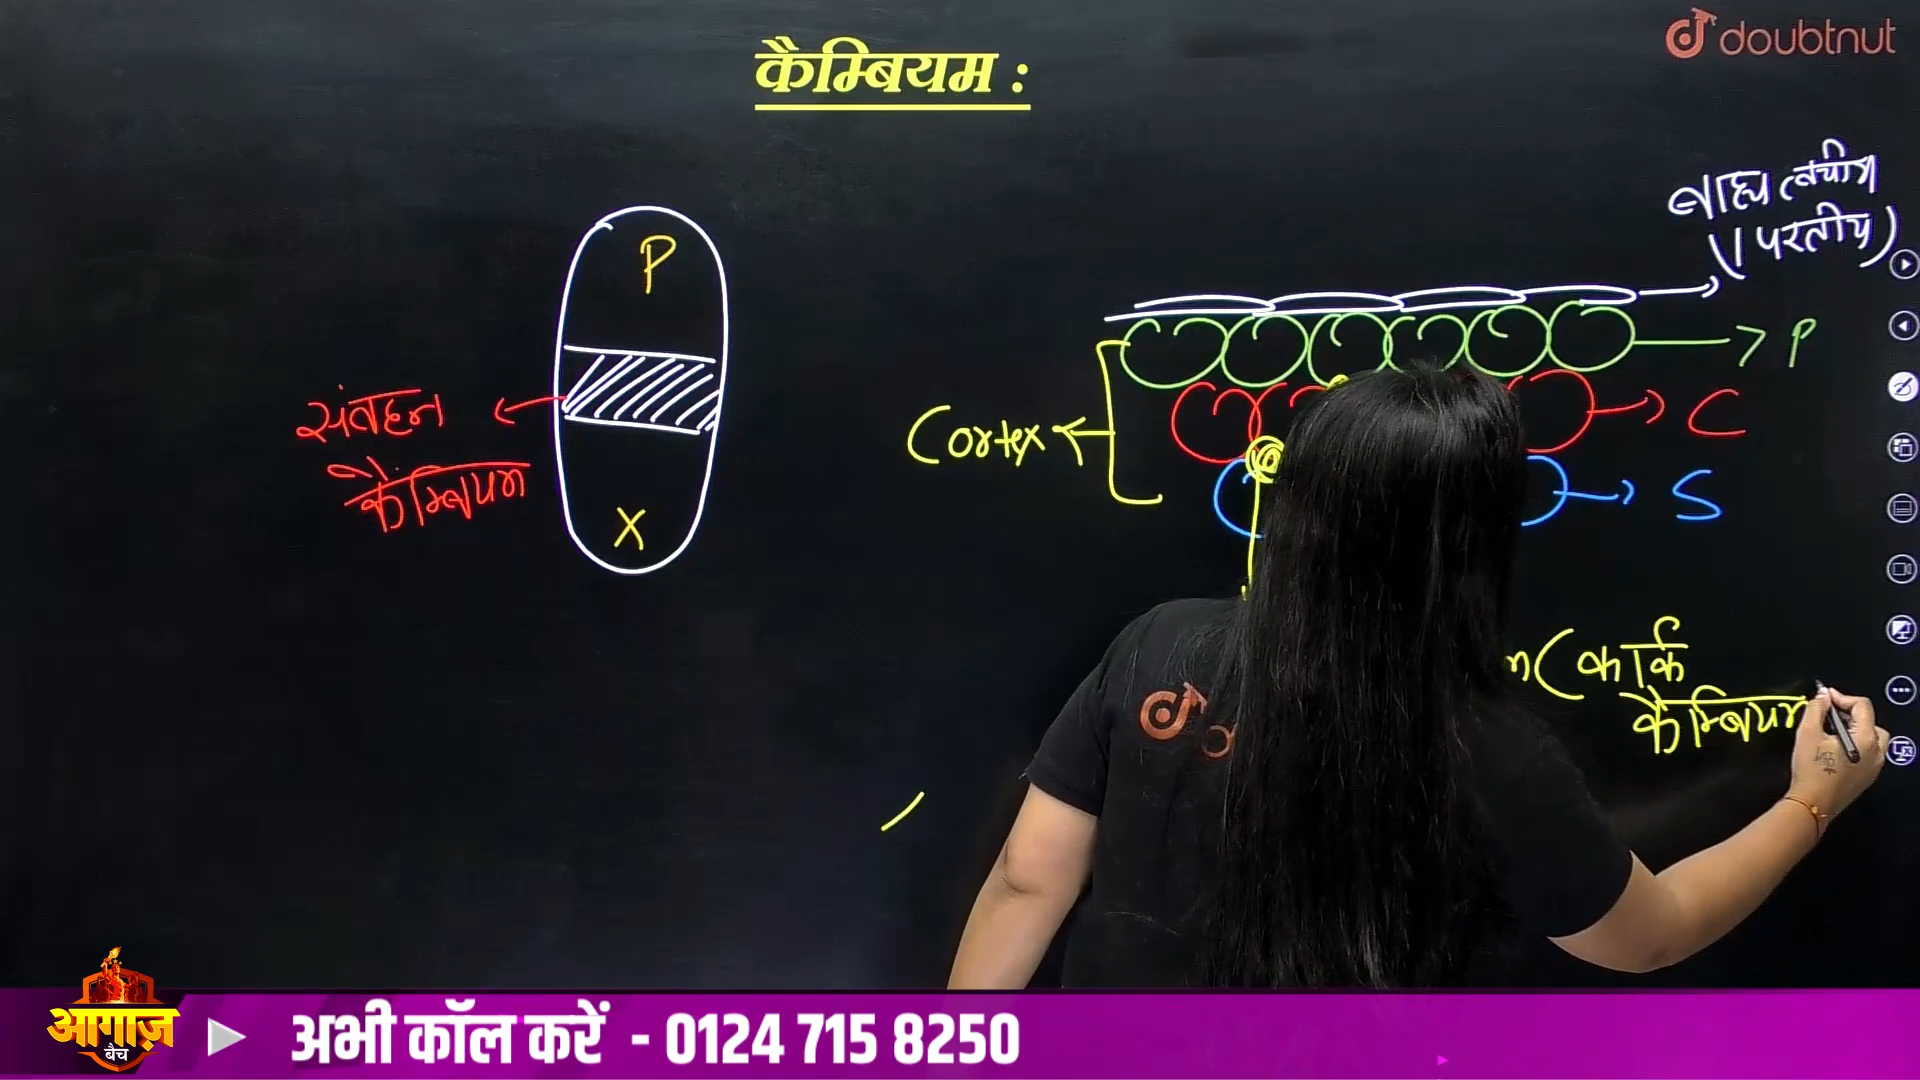 कैम्बियम :
doubtnut
बाह्य त्वचीय
(1 परतीय)
P
P
C
Cortex
S
संवहन
कैम्बियम
X
(कार्क
कैम्बियम
आगाज़
बैच
अभी कॉल करें - 0124 715 8250